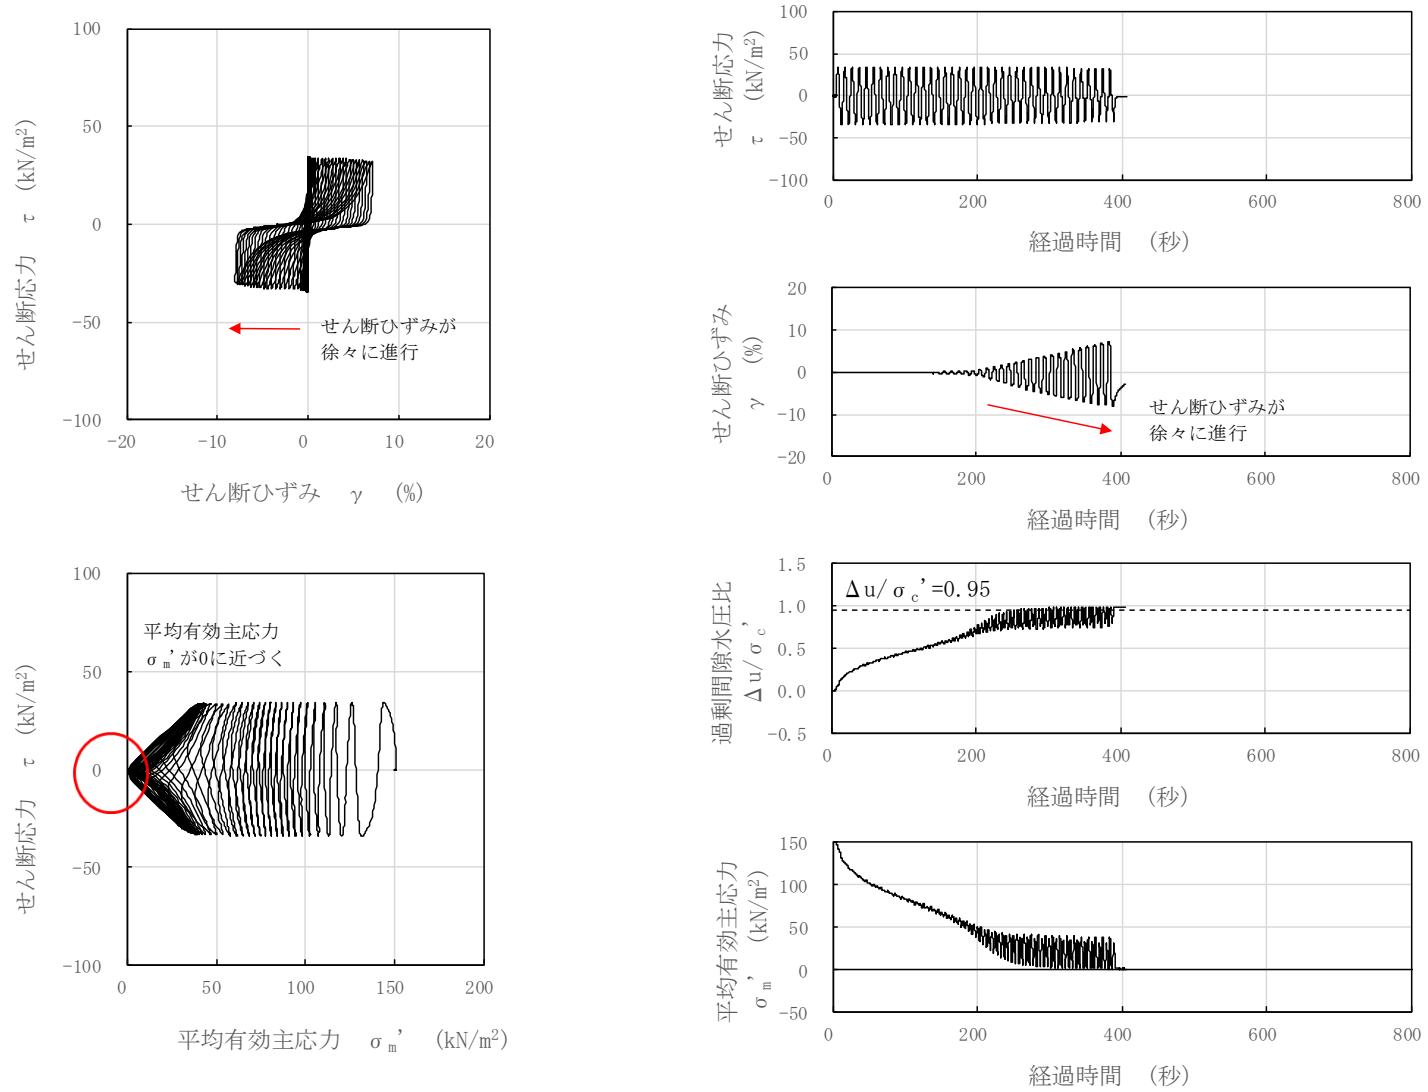 100
50
0
-50
-100
-20
-10
0
10
20
せん断応力 τ (kN/m²)
せん断ひずみ γ (%)
せん断ひずみが
徐々に進行
100
50
0
-50
-100
0
200
400
600
800
せん断応力
τ (kN/m²)
経過時間 (秒)
20
10
0
-10
-20
0
200
400
600
800
せん断ひずみ
γ (%)
経過時間 (秒)
せん断ひずみが
徐々に進行
100
50
0
-50
-100
0
50
100
150
200
せん断応力 τ (kN/m²)
平均有効主応力 σm' (kN/m²)
平均有効主応力
σm'が0に近づく
1.5
1.0
0.5
0.0
-0.5
0
200
400
600
800
過剰間隙水圧比
Δu/σc'
経過時間 (秒)
Δu/σc'=0.95
150
100
50
0
-50
0
200
400
600
800
平均有効主応力
σm' (kN/m²)
経過時間 (秒)